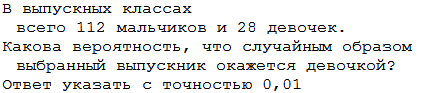 В выпускных классах
всего 112 мальчиков и 28 девочек.
Какова вероятность, что случайным образом
выбранный выпускник окажется девочкой?
Ответ указать с точностью 0,01